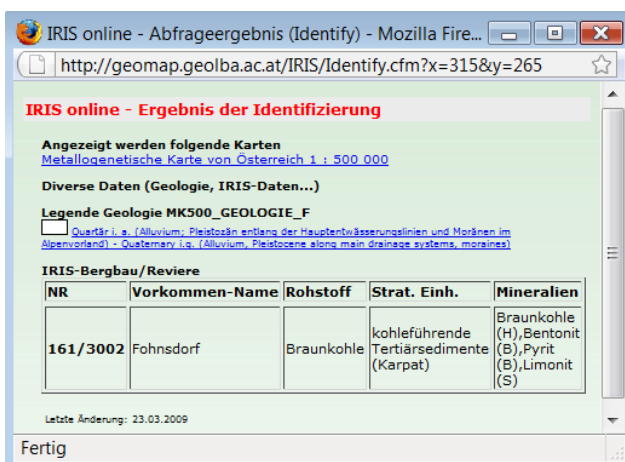 IRIS online - Abfrageergebnis (Identify) - Mozilla Fire...
http://geomap.geolba.ac.at/IRIS/Identify.cfm?x=315&y=265
IRIS online - Ergebnis der Identifizierung
Angezeigt werden folgende Karten
Metallogenetische Karte von Österreich 1 : 500 000
Diverse Daten (Geologie, IRIS-Daten...)
Legende Geologie MK500_GEOLOGIE_F
Quartär i. a. (Alluvium; Pleistozän entlang der Hauptentwässerungslinien und Moränen im
Alpenvorland) - Quaternary i.g. (Alluvium, Pleistocene along main drainage systems, moraines)
IRIS-Bergbau/Reviere
NR Vorkommen-Name Rohstoff Strat. Einh. Mineralien
161/3002 Fohnsdorf Braunkohle
kohleführende
Tertiärsedimente
(Karpat)
Braunkohle
(H),Bentonit
(B),Pyrit
(B),Limonit
(S)
Letzte Änderung: 23.03.2009
Fertig